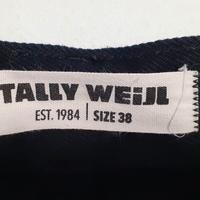 TALLY WEiJL
EST. 1984 | SIZE 38